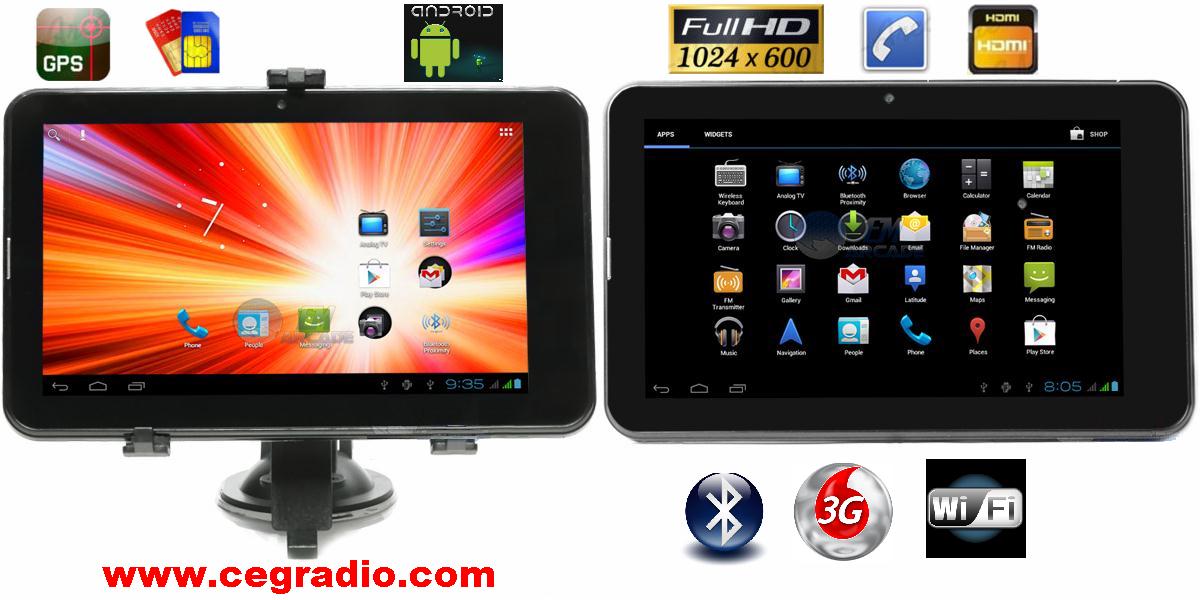 GPS
ANDROID
Full HD
1024 x 600
HDMI
HDMI
Analog TV
Settings
Play Store
Phone
People
Messaging
Bluetooth
Proximity
ARCADE
9:35
APPS
WIDGETS
SHOP
Wireless
Keyboard
Analog TV
Bluetooth
Proximity
Browser
Calculator
Calendar
Camera
Clock
Downloads
Email
File Manager
FM Radio
ARCADE
FM
Transmitter
Gallery
Gmail
Latitude
Maps
Messaging
Music
Navigation
People
Phone
Places
Play Store
8:05
3G
Wi Fi
www.cegradio.com